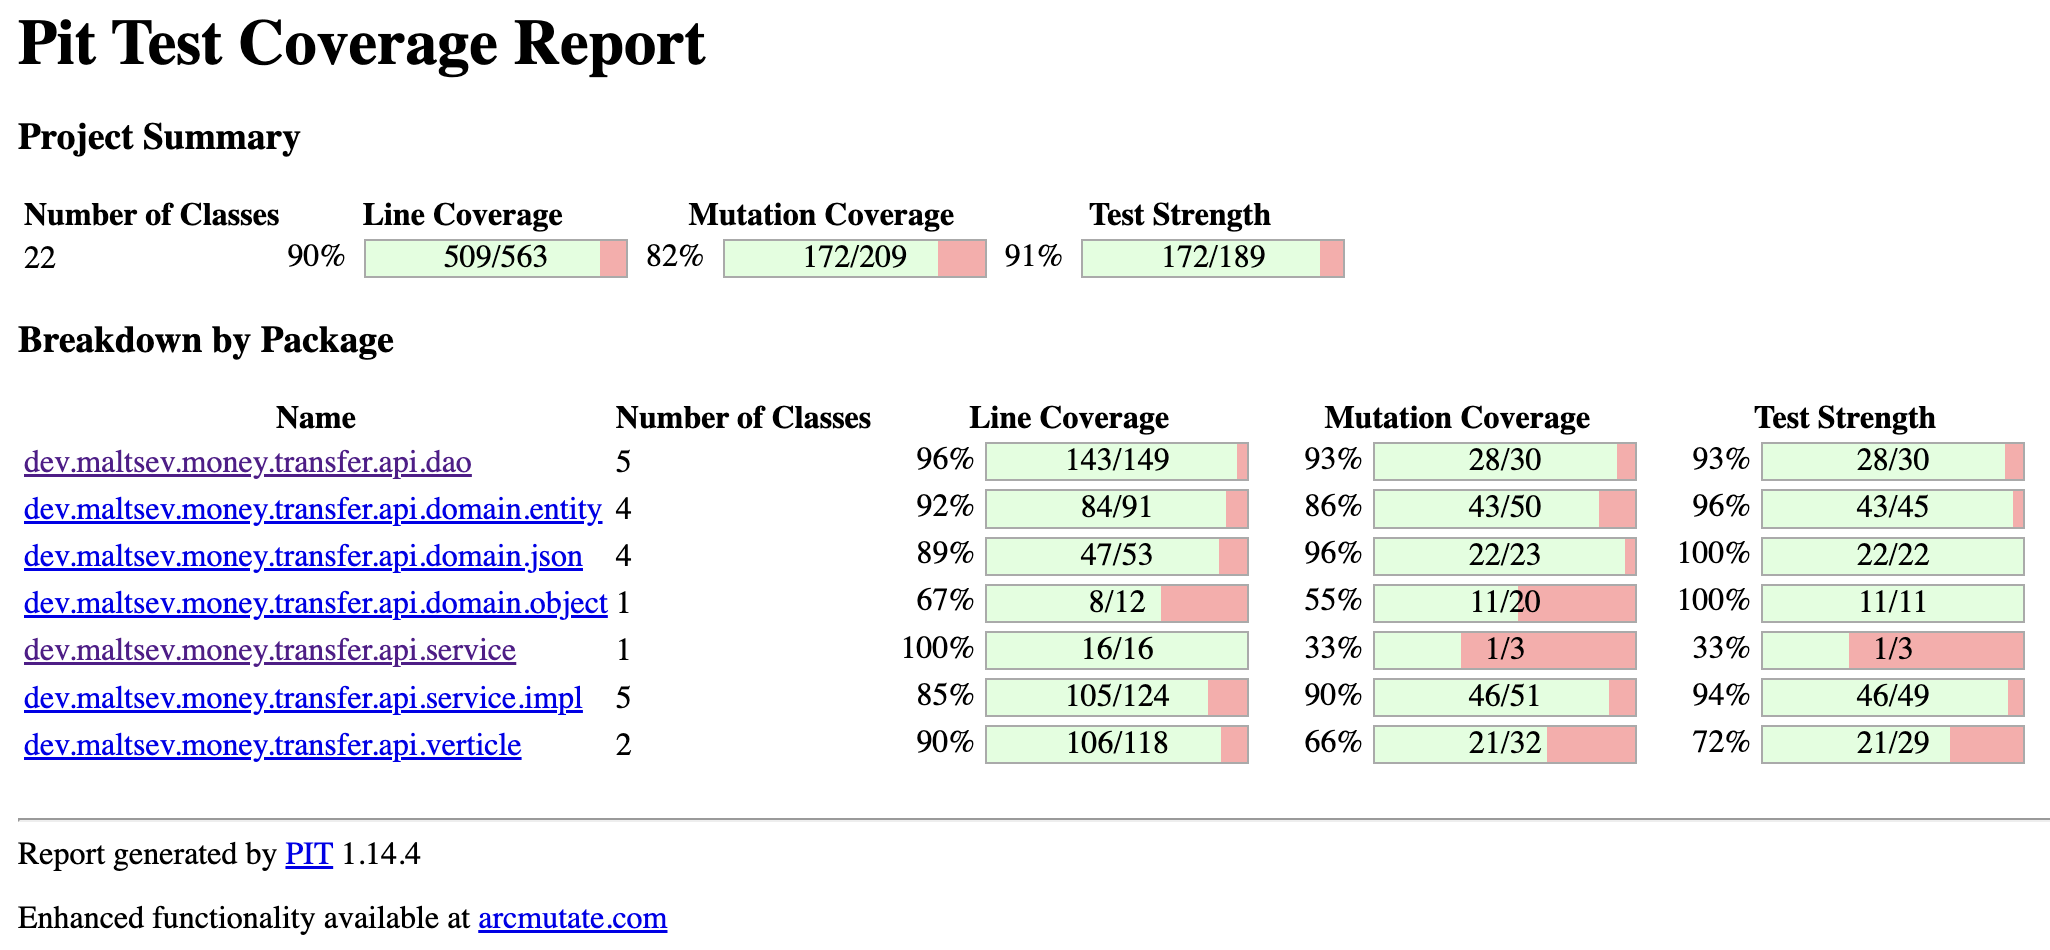 Pit Test Coverage Report
Project Summary
Number of Classes Line Coverage Mutation Coverage Test Strength
22 90% 509/563 82% 172/209 91% 172/189
Breakdown by Package
Name Number of Classes Line Coverage Mutation Coverage Test Strength
dev.maltsev.money.transfer.api.dao 5 96% 143/149 93% 28/30 93% 28/30
dev.maltsev.money.transfer.api.domain.entity 4 92% 84/91 86% 43/50 96% 43/45
dev.maltsev.money.transfer.api.domain.json 4 89% 47/53 96% 22/23 100% 22/22
dev.maltsev.money.transfer.api.domain.object 1 67% 8/12 55% 11/20 100% 11/11
dev.maltsev.money.transfer.api.service 1 100% 16/16 33% 1/3 33% 1/3
dev.maltsev.money.transfer.api.service.impl 5 85% 105/124 90% 46/51 94% 46/49
dev.maltsev.money.transfer.api.verticle 2 90% 106/118 66% 21/32 72% 21/29
Report generated by PIT 1.14.4
Enhanced functionality available at arcmutate.com